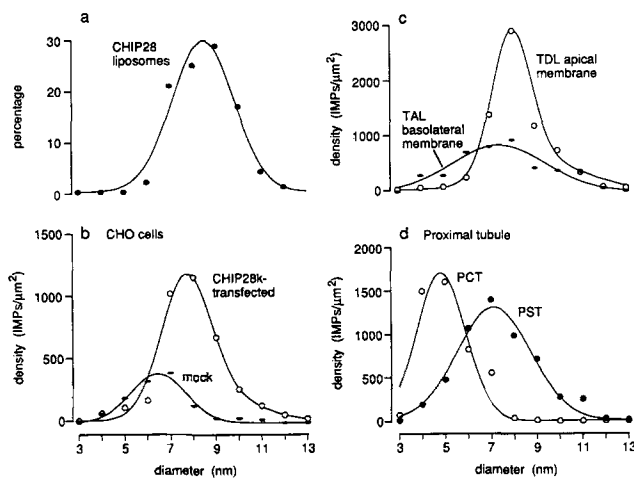 a
CHIP28
liposomes
percentage
30
20
10
0
c
TDL apical
membrane
TAL
basolateral
membrane
density (IMPs/μm²)
3000
2000
1000
0
b CHO cells
CHIP28k-
transfected
mock
density (IMPs/μm²)
1500
1000
500
0
3 5 7 9 11 13
diameter (nm)
d Proximal tubule
PCT
PST
density (IMPs/μm²)
2000
1500
1000
500
0
3 5 7 9 11 13
diameter (nm)